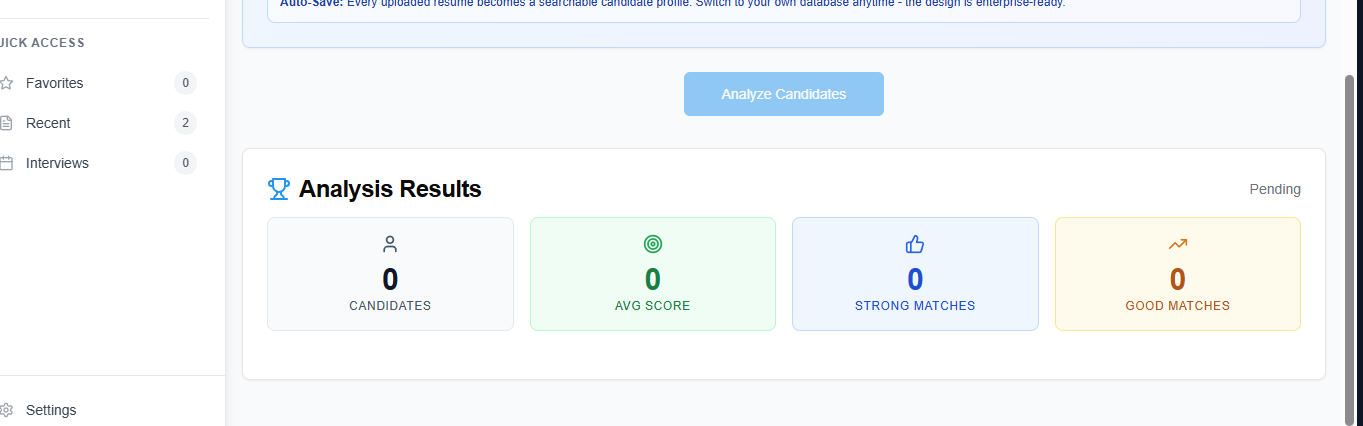 Auto-Save: Every uploaded resume becomes a searchable candidate profile. Switch to your own database anytime - the design is enterprise-ready.
UICK ACCESS
Favorites 0
Recent 2
Interviews 0
Settings
Analyze Candidates
Analysis Results
Pending
0
CANDIDATES
0
AVG SCORE
0
STRONG MATCHES
0
GOOD MATCHES